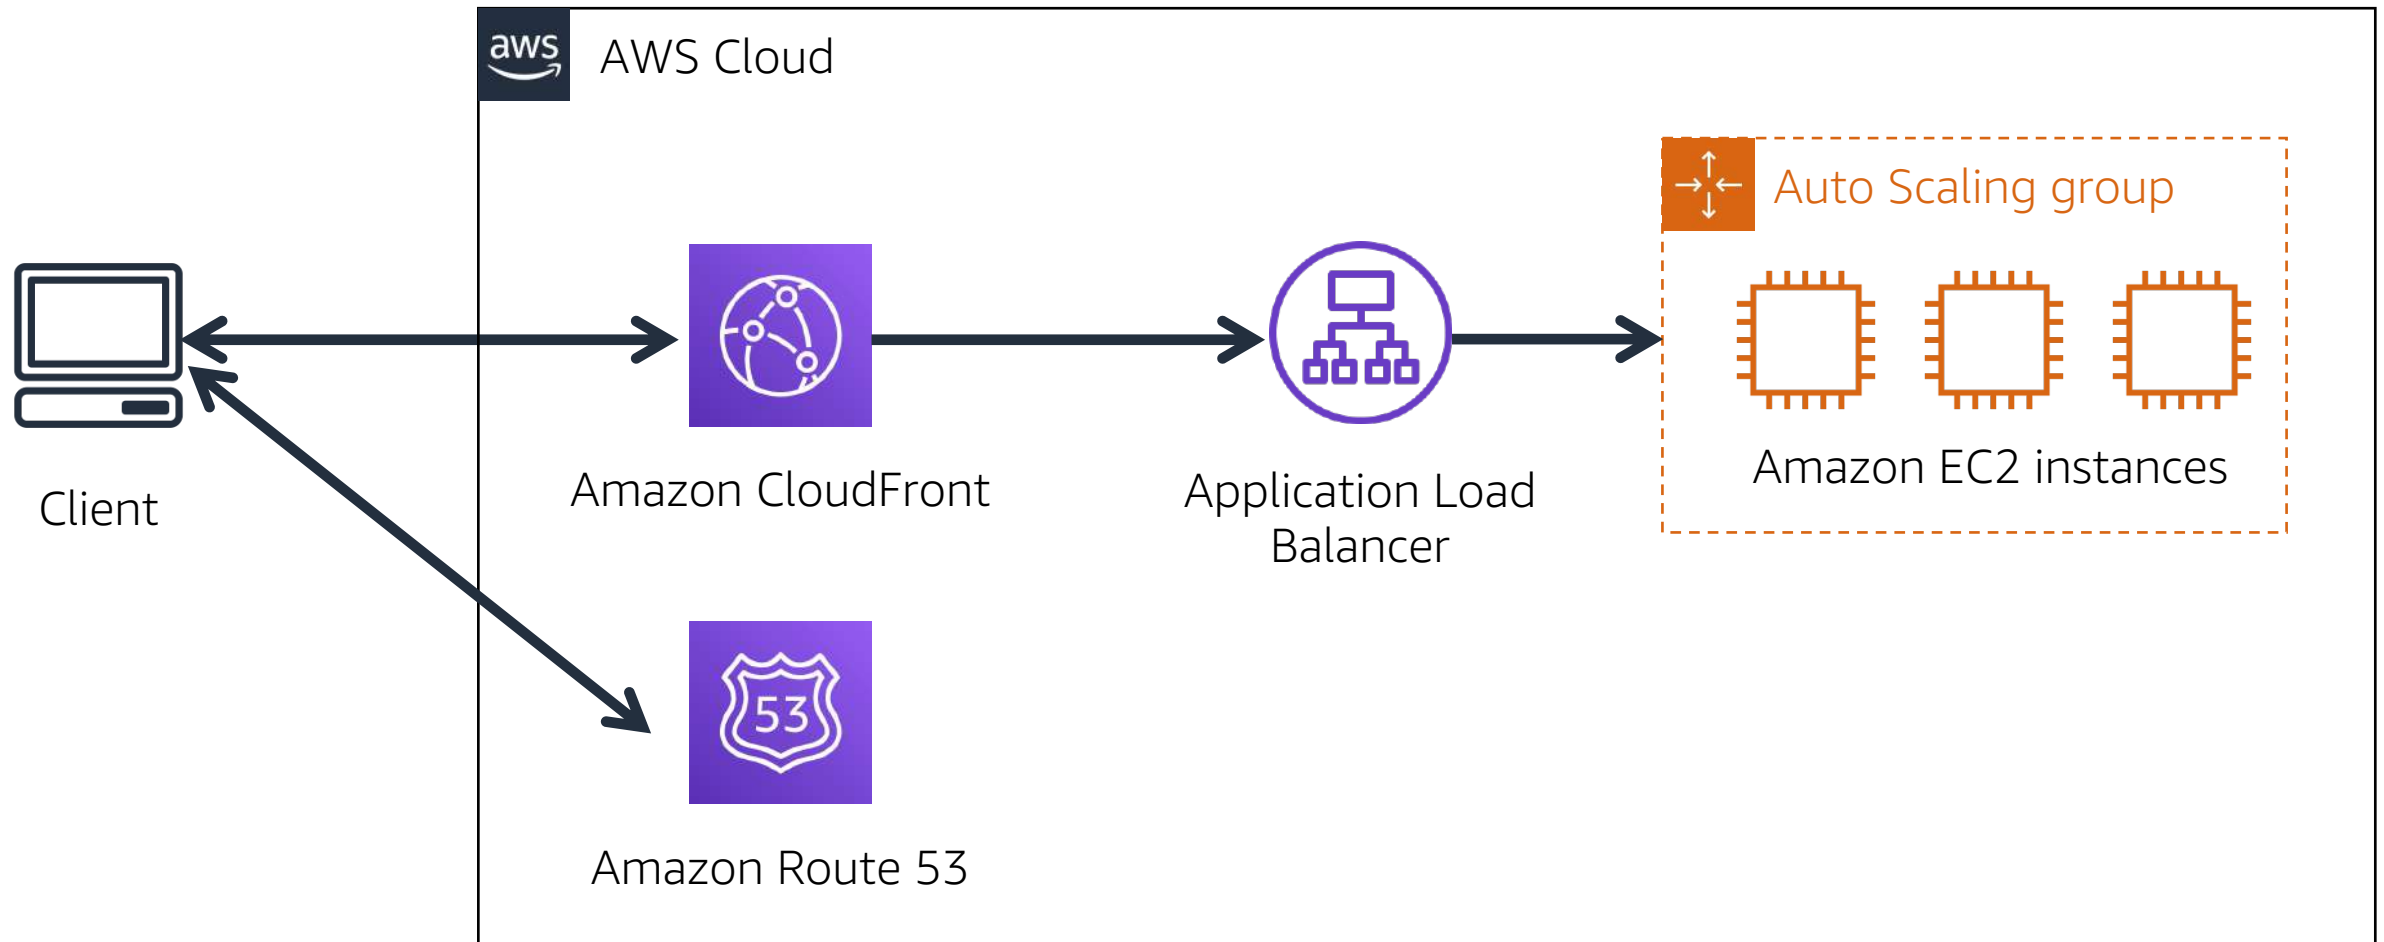 aws
AWS Cloud
Auto Scaling group
Amazon EC2 instances
Client
Amazon CloudFront
Application Load
Balancer
53
Amazon Route 53